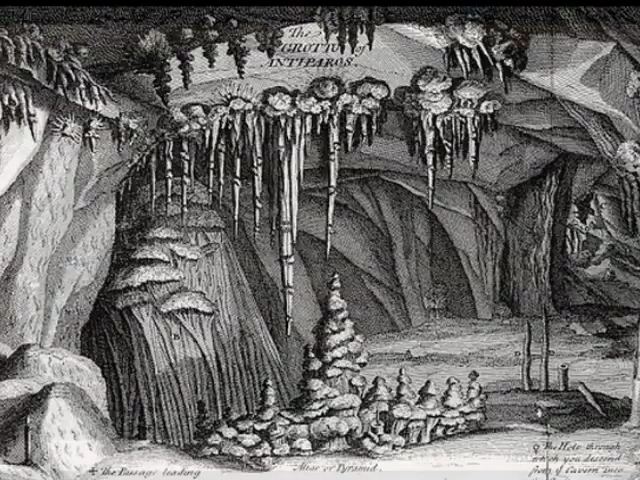 The
GROTTO of
ANTIPAROS.
B
The Passage leading
Altar or Pyramid.
The Hole through
which you descend
from ye Cavern into